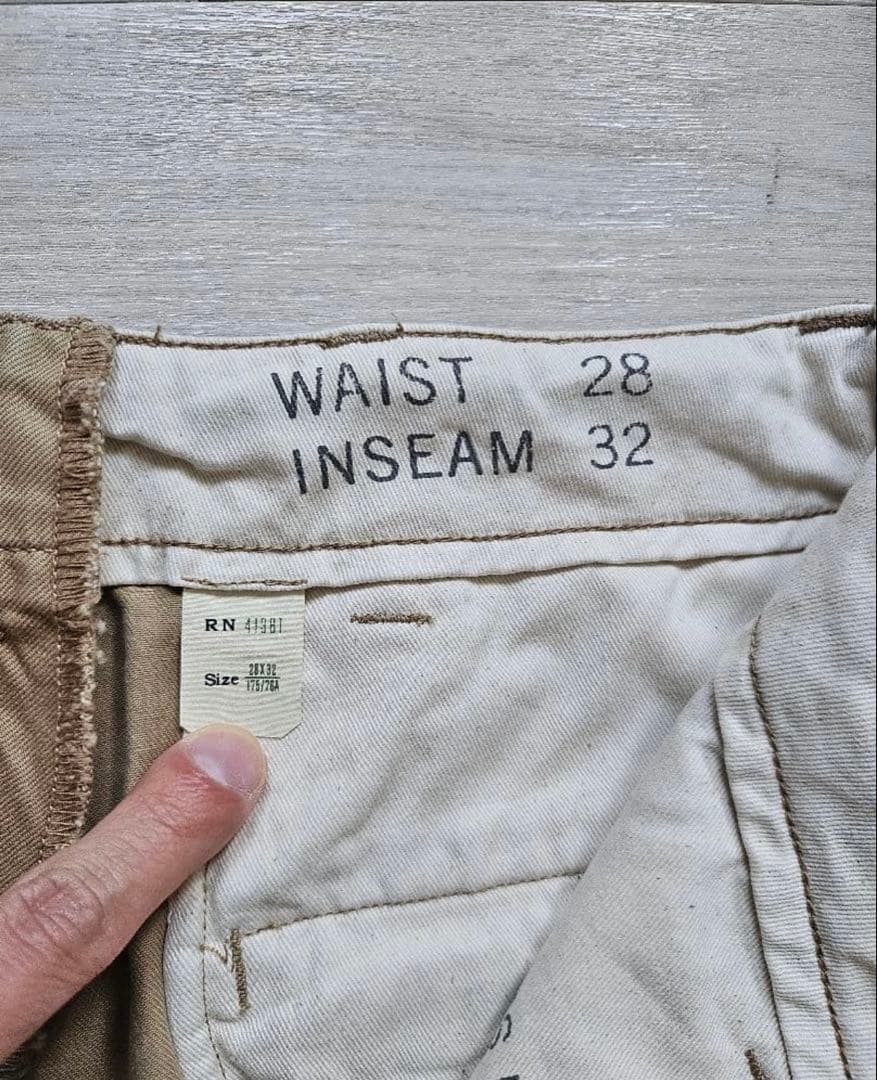 WAIST 28
INSEAM 32
RN 41381
Size 28X32
175/76A